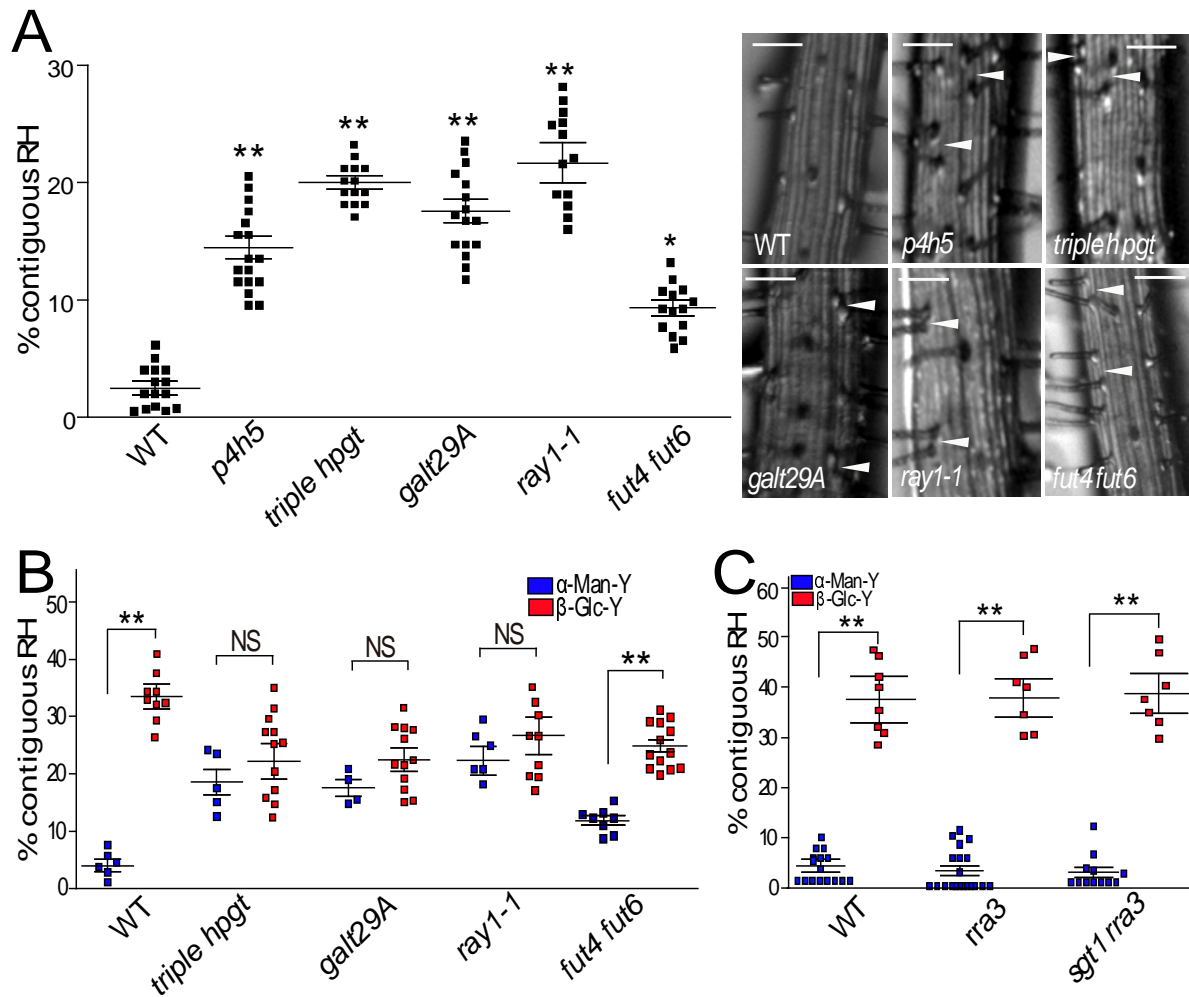 A
% contiguous RH
30
20
10
0
**
**
**
**
*
WT
p4h5
triple hpgt
galt29A
ray1-1
fut4 fut6
WT
p4h5
triple h pgt
galt29A
ray1-1
fut4 fut6
B
% contiguous RH
50
40
30
20
10
0
α-Man-Y
β-Glc-Y
**
NS
NS
NS
**
WT
triple hpgt
galt29A
ray1-1
fut4 fut6
C
% contiguous RH
60
50
40
30
20
10
0
α-Man-Y
β-Glc-Y
**
**
**
WT
rra3
sgt1 rra3